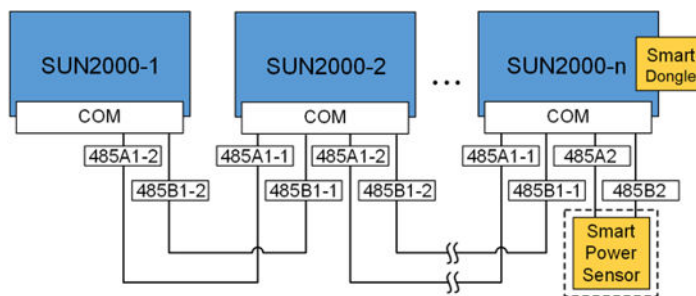 SUN2000-1
SUN2000-2
...
SUN2000-n
Smart
Dongle
COM
COM
COM
485A1-2
485A1-1
485A1-2
485A1-1
485A2
485B1-2
485B1-1
485B1-2
485B1-1
485B2
Smart
Power
Sensor